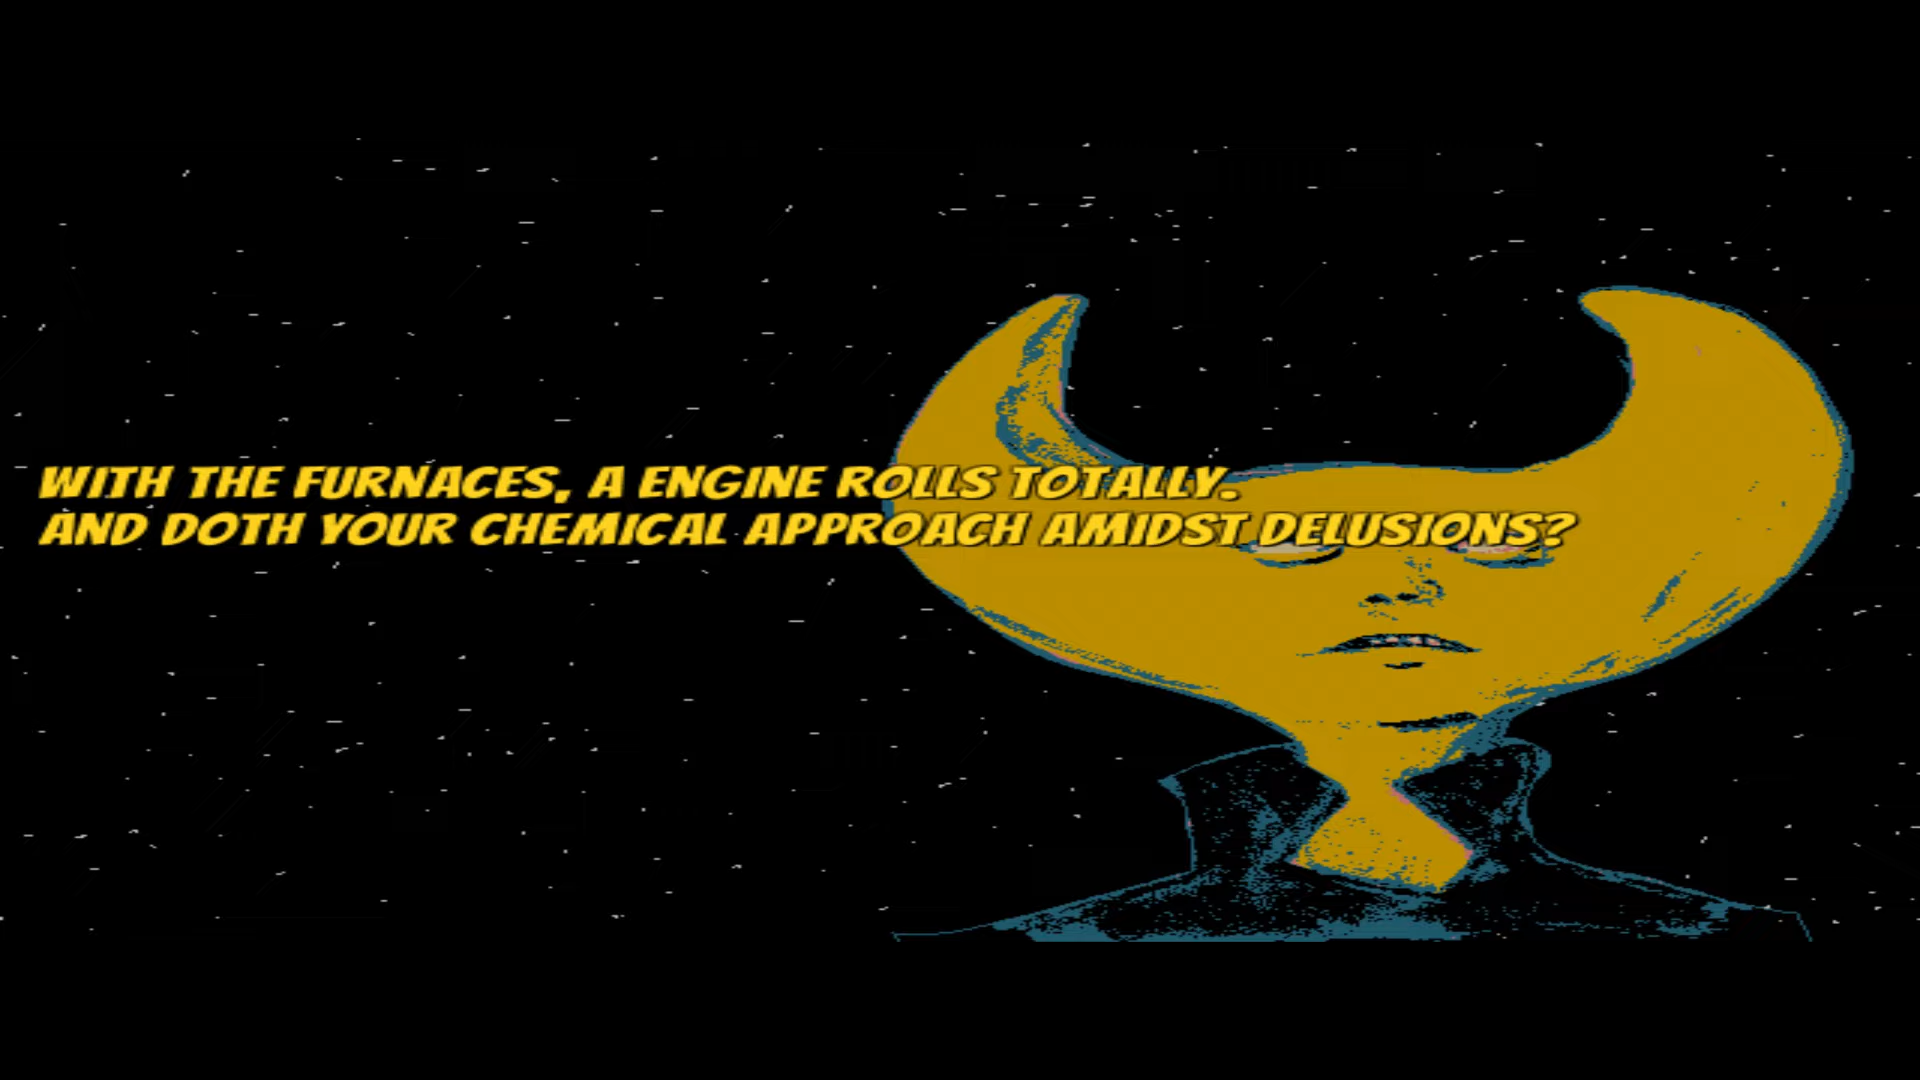 WITH THE FURNACES, A ENGINE ROLLS TOTALLY.
AND DOTH YOUR CHEMICAL APPROACH AMIDST DELUSIONS?